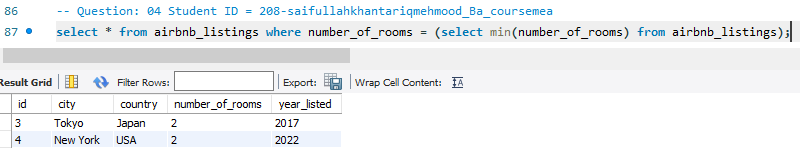 86 -- Question: 04 Student ID = 208-saifullahkhantariqmehmood_Ba_coursemea
87 select * from airbnb_listings where number_of_rooms = (select min(number_of_rooms) from airbnb_listings);
Result Grid Filter Rows: Export: Wrap Cell Content:
id city country number_of_rooms year_listed
3 Tokyo Japan 2 2017
4 New York USA 2 2022